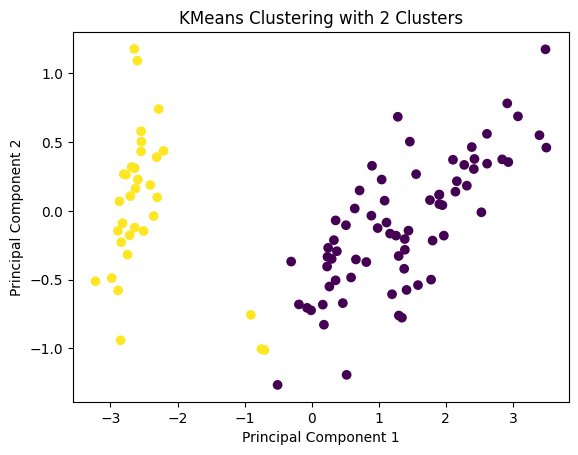 KMeans Clustering with 2 Clusters
Principal Component 2
1.0
0.5
0.0
−0.5
−1.0
−3 −2 −1 0 1 2 3
Principal Component 1